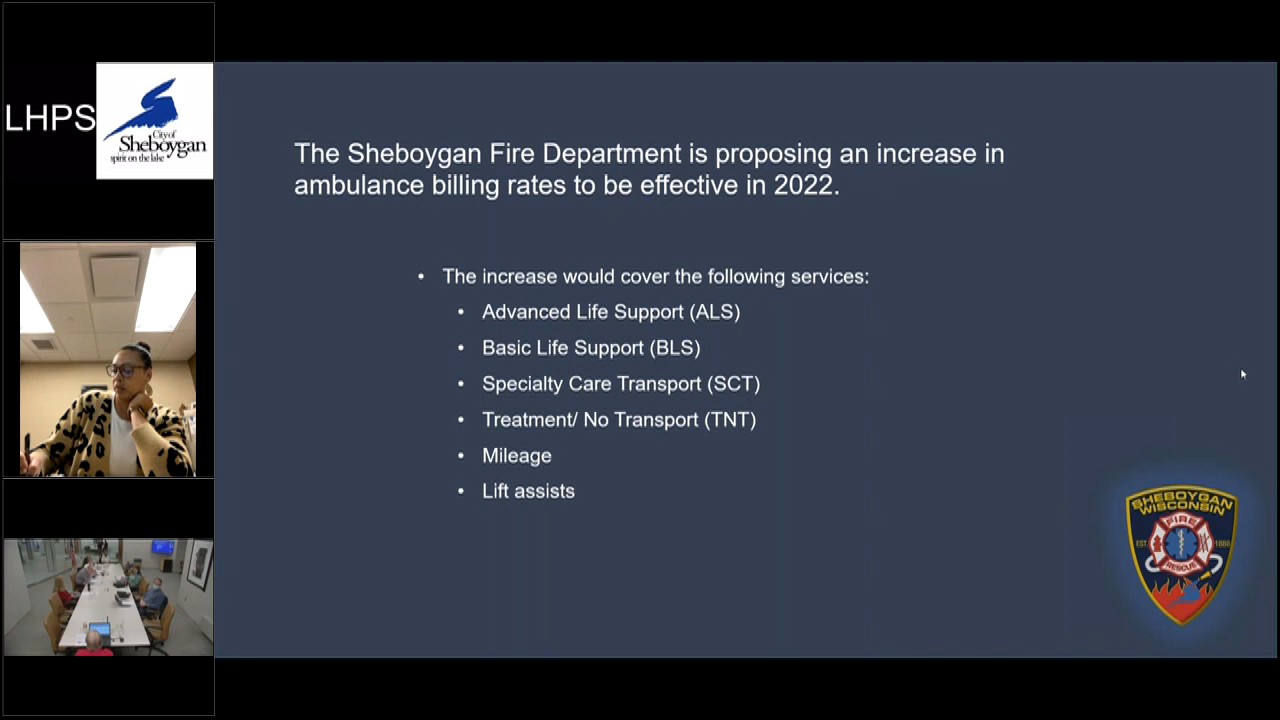 LHPS
City of
Sheboygan
spirit on the lake
The Sheboygan Fire Department is proposing an increase in
ambulance billing rates to be effective in 2022.
• The increase would cover the following services:
• Advanced Life Support (ALS)
• Basic Life Support (BLS)
• Specialty Care Transport (SCT)
• Treatment/ No Transport (TNT)
• Mileage
• Lift assists
SHEBOYGAN
WISCONSIN
FIRE
EST. 1888
RESCUE